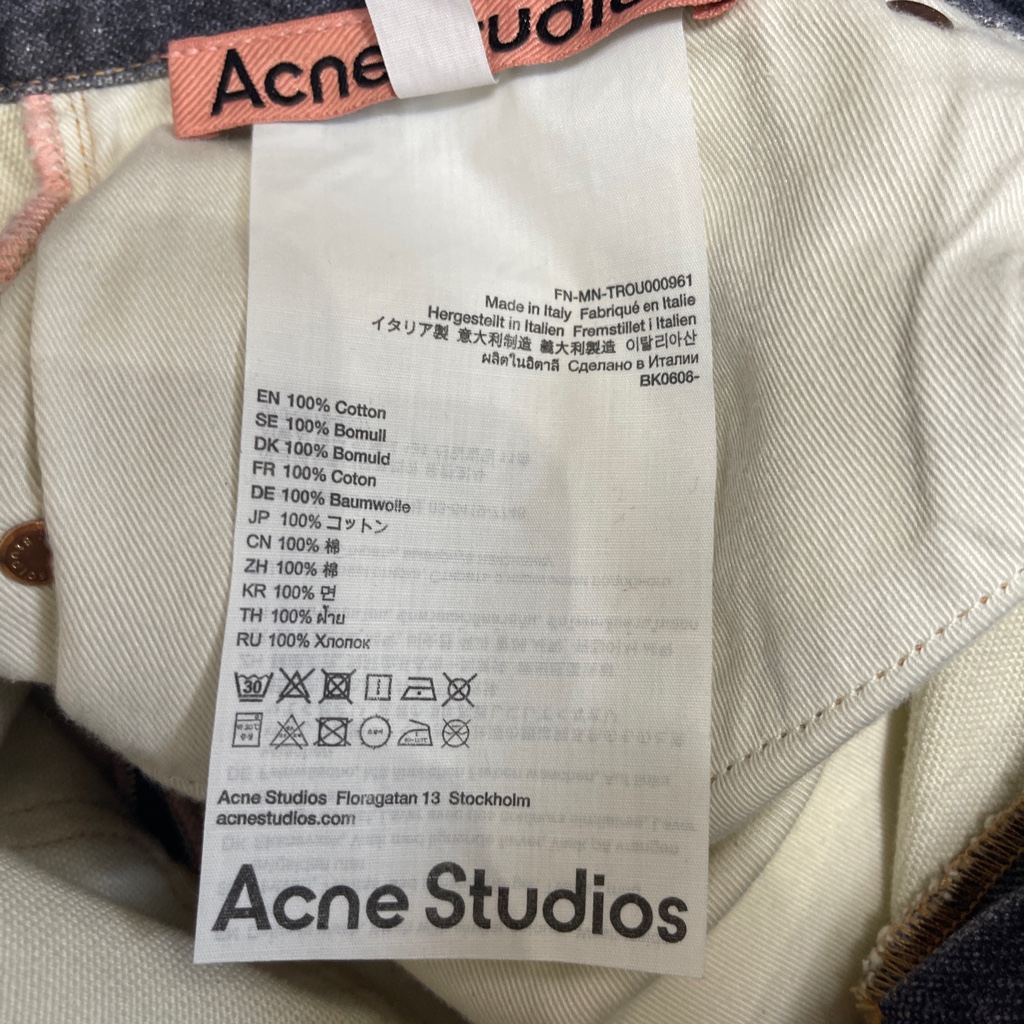 Acne Studios
FN-MN-TROU000961
Made in Italy Fabriqué en Italie
Hergestellt in Italien Fremstillet i Italien
イタリア製 意大利制造 義大利製造 이탈리아산
ผลิตในอิตาลี Сделано в Италии
BK0606-
EN 100% Cotton
SE 100% Bomull
DK 100% Bomuld
FR 100% Coton
DE 100% Baumwolle
JP 100% コットン
CN 100% 棉
ZH 100% 棉
KR 100% 면
TH 100% ฝ้าย
RU 100% Хлопок
30
Acne Studios Floragatan 13 Stockholm
acnestudios.com
Acne Studios